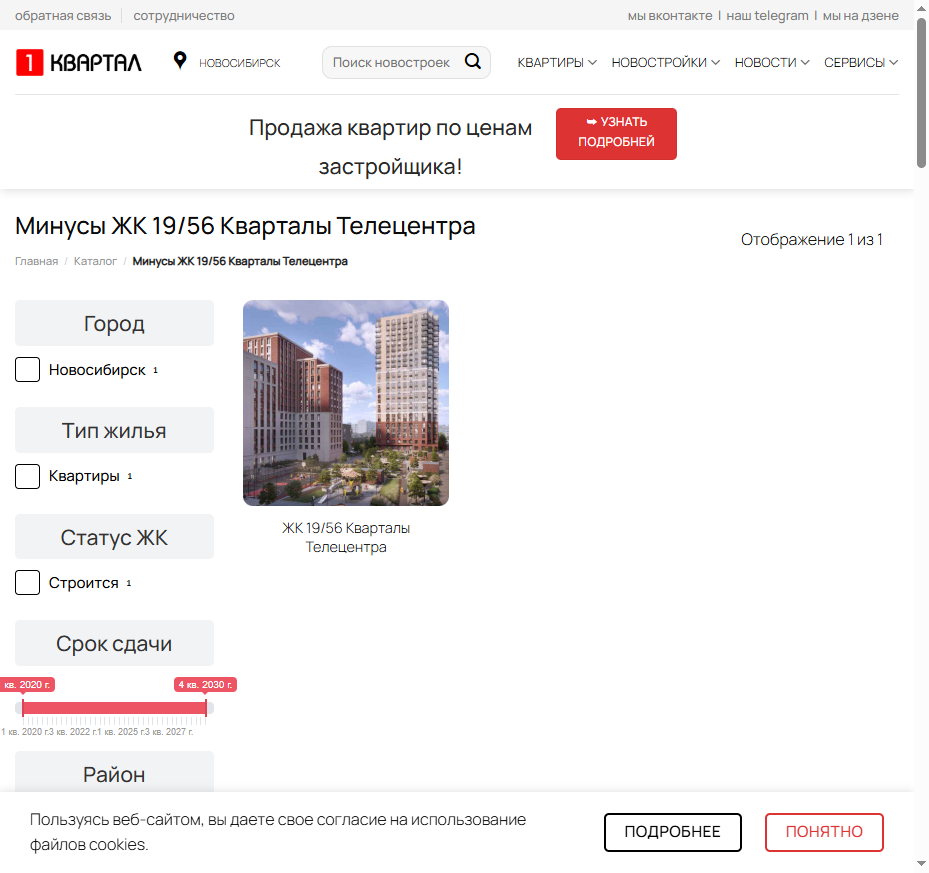 обратная связь сотрудничество
мы вконтакте | наш telegram | мы на дзене
1 КВАРТАЛ
НОВОСИБИРСК
Поиск новостроек
КВАРТИРЫ НОВОСТРОЙКИ НОВОСТИ СЕРВИСЫ
Продажа квартир по ценам
застройщика!
➥ УЗНАТЬ
ПОДРОБНЕЙ
Минусы ЖК 19/56 Кварталы Телецентра
Главная / Каталог / Минусы ЖК 19/56 Кварталы Телецентра
Отображение 1 из 1
Город
Новосибирск 1
Тип жилья
Квартиры 1
Статус ЖК
Строится 1
Срок сдачи
кв. 2020 г. 4 кв. 2030 г.
1 кв. 2020 г.3 кв. 2022 г.1 кв. 2025 г.3 кв. 2027 г.
Район
ЖК 19/56 Кварталы
Телецентра
Пользуясь веб-сайтом, вы даете свое согласие на использование
файлов cookies.
ПОДРОБНЕЕ
ПОНЯТНО